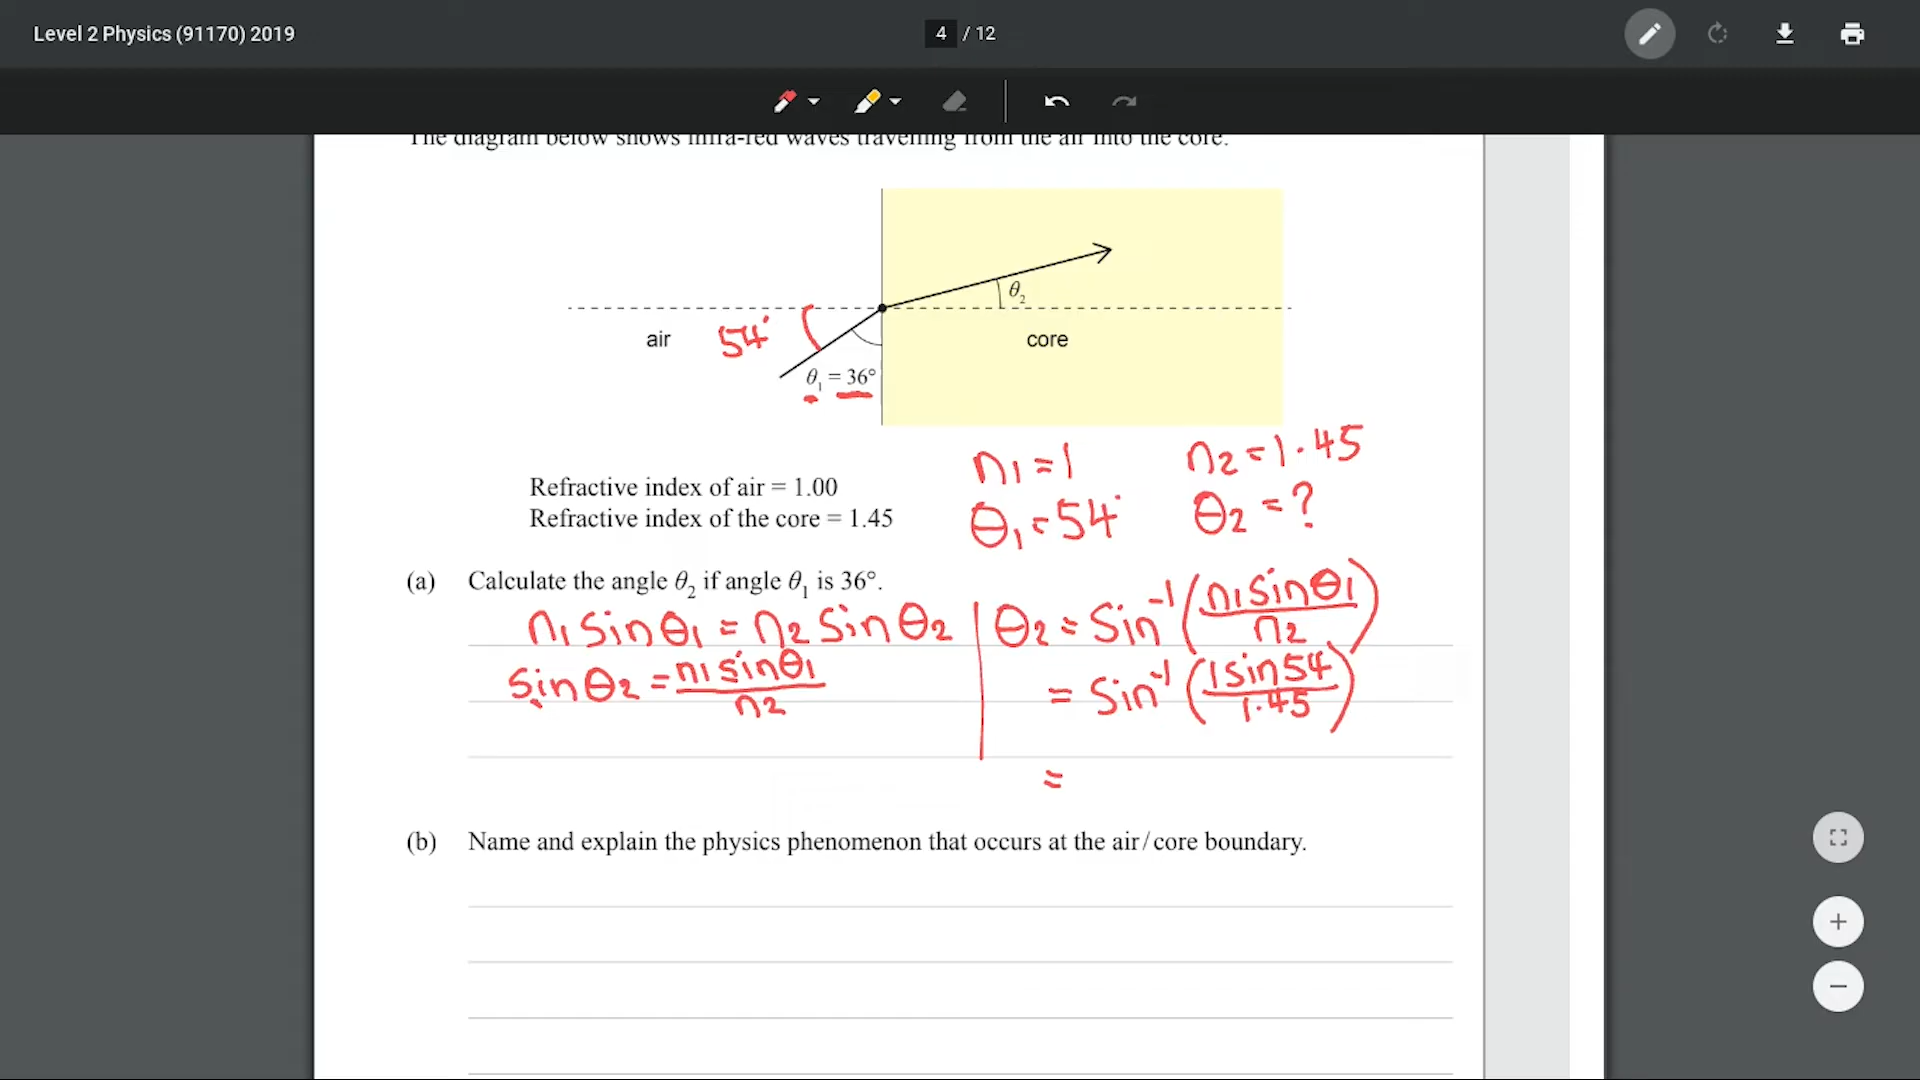 Level 2 Physics (91170) 2019
4 / 12
The diagram below shows infra-red waves travelling from the air into the core.
θ₂
air 54° core
θ₁ = 36°
n₁ = 1 n₂ = 1.45
Refractive index of air = 1.00
θ₁ = 54° θ₂ = ?
Refractive index of the core = 1.45
(a) Calculate the angle θ₂ if angle θ₁ is 36°.
n₁ sin θ₁ = n₂ sin θ₂
sin θ₂ = n₁ sin θ₁ / n₂
θ₂ = sin⁻¹ (n₁ sin θ₁ / n₂)
= sin⁻¹ (1 sin 54 / 1.45)
=
(b) Name and explain the physics phenomenon that occurs at the air / core boundary.